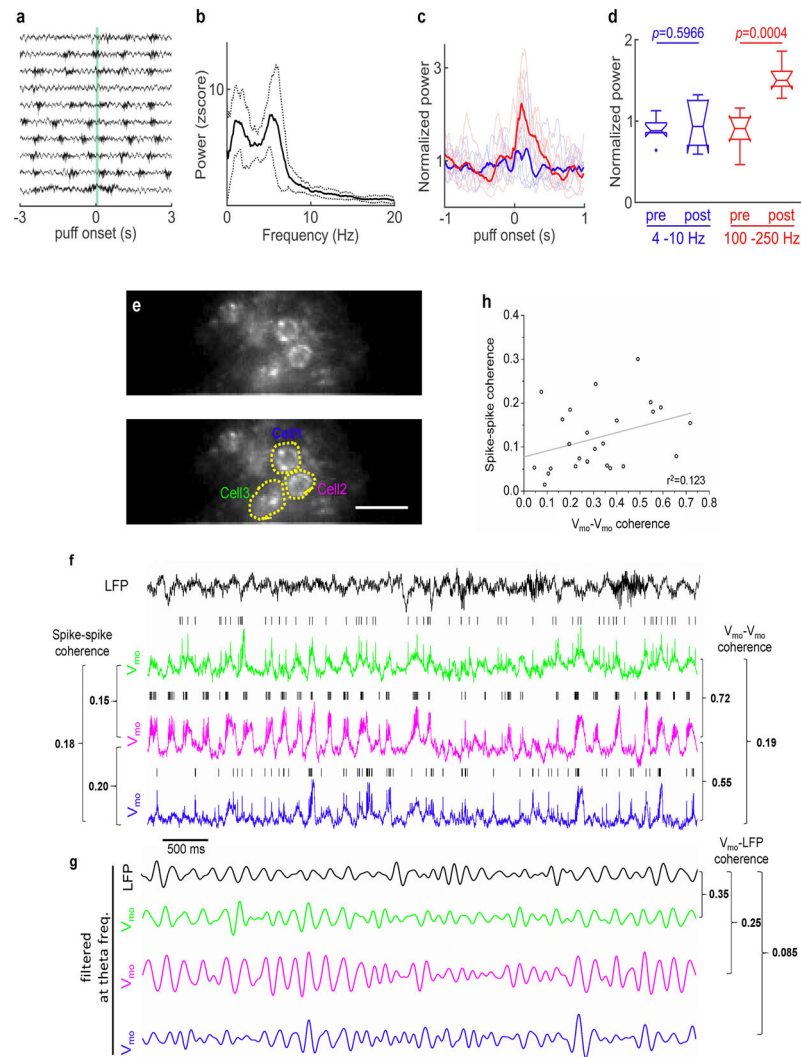 a
-3 0 3
puff onset (s)
b
Power (zscore)
10
0
0 10 20
Frequency (Hz)
c
Normalized power
3
1
-1 0 1
puff onset (s)
d
Normalized power
2
1
0
p=0.5966 p=0.0004
pre post Pre Post
4 -10 Hz 100 -250 Hz
e
Cell1
Cell3
Cell2
h
Spike-spike coherence
0.4
0.3
0.2
0.1
0.0
0.0 0.1 0.2 0.3 0.4 0.5 0.6 0.7 0.8
r²=0.123
Vmo-Vmo coherence
f
LFP
Spike-spike
coherence
Vmo-Vmo
coherence
Vmo
Vmo
Vmo
0.15
0.18
0.20
0.72
0.19
0.55
500 ms
g
filtered
at theta freq.
LFP
Vmo
Vmo
Vmo
Vmo-LFP
coherence
0.35
0.25
0.085